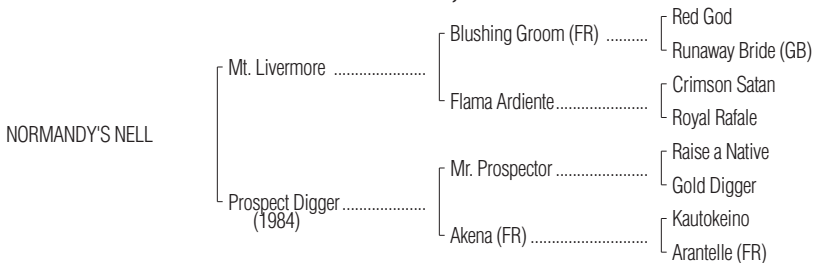 Red God
Blushing Groom (FR) ..........
Runaway Bride (GB)
Mt. Livermore ......................
Crimson Satan
Flama Ardiente......................
Royal Rafale
NORMANDY'S NELL
Raise a Native
Mr. Prospector ......................
Gold Digger
Prospect Digger ....................
(1984)
Kautokeino
Akena (FR) ............................
Arantelle (FR)